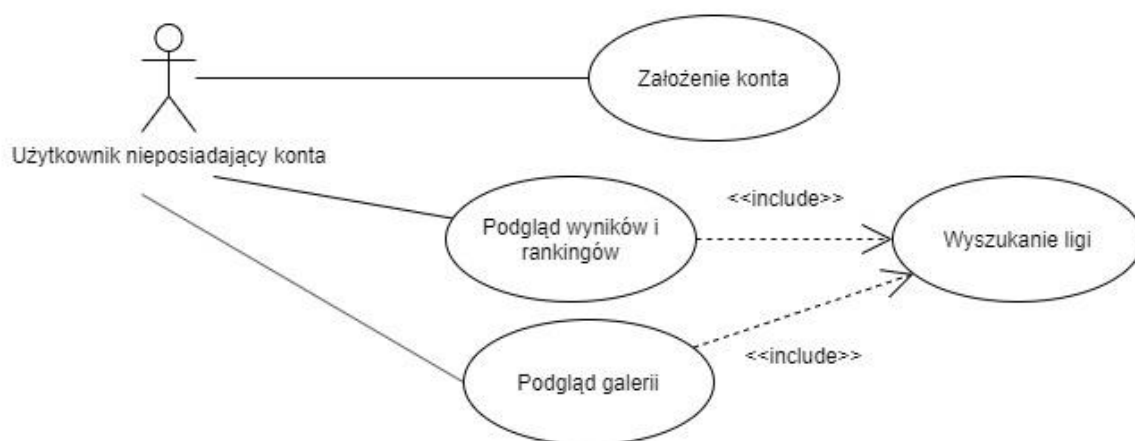 Założenie konta
Użytkownik nieposiadający konta
<<include>>
Podgląd wyników i
rankingów
Wyszukanie ligi
<<include>>
Podgląd galerii